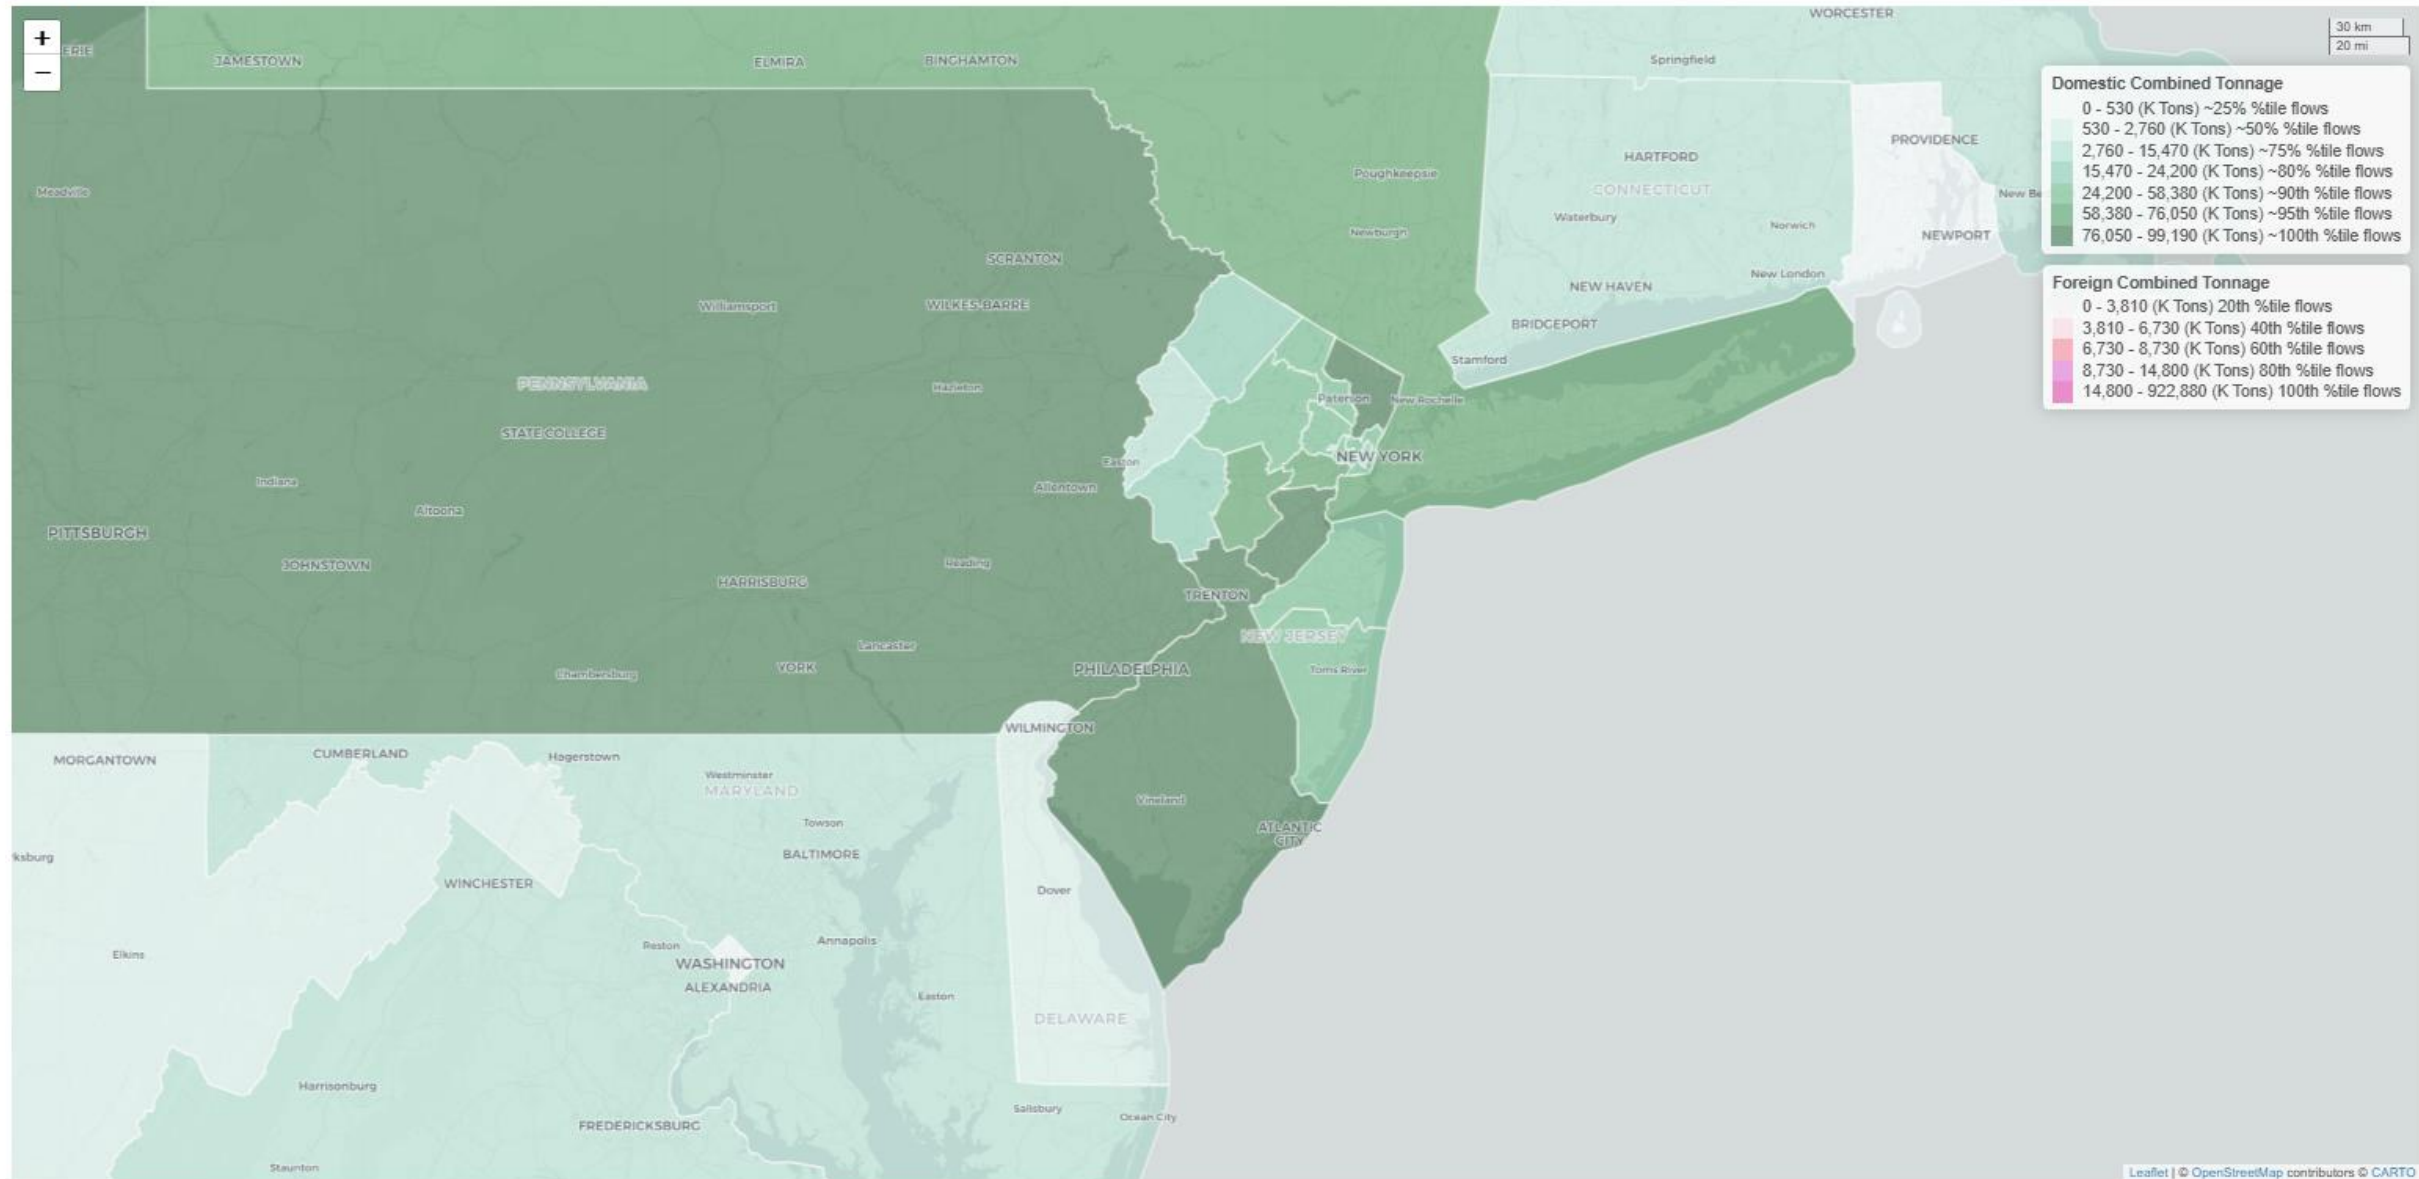 +
−
ERIE
JAMESTOWN
ELMIRA
BINGHAMTON
WORCESTER
Springfield
30 km
20 mi
Domestic Combined Tonnage
0 - 530 (K Tons) ~25% %tile flows
530 - 2,760 (K Tons) ~50% %tile flows
2,760 - 15,470 (K Tons) ~75% %tile flows
15,470 - 24,200 (K Tons) ~80% %tile flows
24,200 - 58,380 (K Tons) ~90th %tile flows
58,380 - 76,050 (K Tons) ~95th %tile flows
76,050 - 99,190 (K Tons) ~100th %tile flows
Foreign Combined Tonnage
0 - 3,810 (K Tons) 20th %tile flows
3,810 - 6,730 (K Tons) 40th %tile flows
6,730 - 8,730 (K Tons) 60th %tile flows
8,730 - 14,800 (K Tons) 80th %tile flows
14,800 - 922,880 (K Tons) 100th %tile flows
PROVIDENCE
HARTFORD
Poughkeepsie
Meadville
CONNECTICUT
New Be
Waterbury
Norwich
Newburgh
NEWPORT
SCRANTON
New London
NEW HAVEN
Williamsport
WILKES-BARRE
BRIDGEPORT
Stamford
PENNSYLVANIA
Hazleton
Paterson
New Rochelle
STATE COLLEGE
NEW YORK
Easton
Indiana
Allentown
Altoona
PITTSBURGH
JOHNSTOWN
Reading
HARRISBURG
TRENTON
NEW JERSEY
Lancaster
YORK
Chambersburg
PHILADELPHIA
Toms River
WILMINGTON
MORGANTOWN
CUMBERLAND
Hagerstown
Westminster
MARYLAND
Vineland
Towson
ATLANTIC
CITY
BALTIMORE
ksburg
WINCHESTER
Dover
Reston
Annapolis
Elkins
WASHINGTON
ALEXANDRIA
Easton
DELAWARE
Harrisonburg
Salisbury
Ocean City
FREDERICKSBURG
Staunton
Leaflet | © OpenStreetMap contributors © CARTO